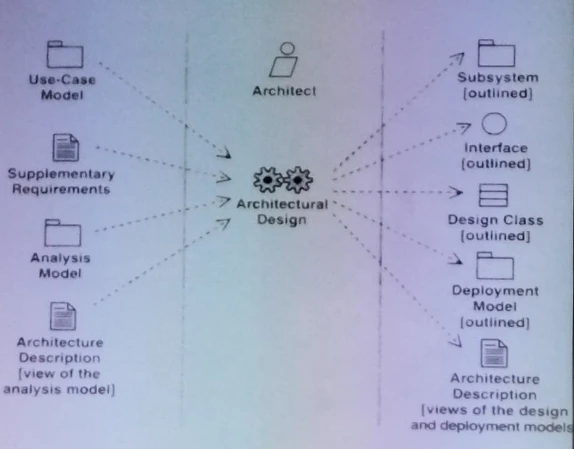 Use-Case
Model
Supplementary
Requirements
Analysis
Model
Architecture
Description
[view of the
analysis model]
Architect
Architectural
Design
Subsystem
[outlined]
Interface
[outlined]
Design Class
[outlined]
Deployment
Model
[outlined]
Architecture
Description
[views of the design
and deployment models